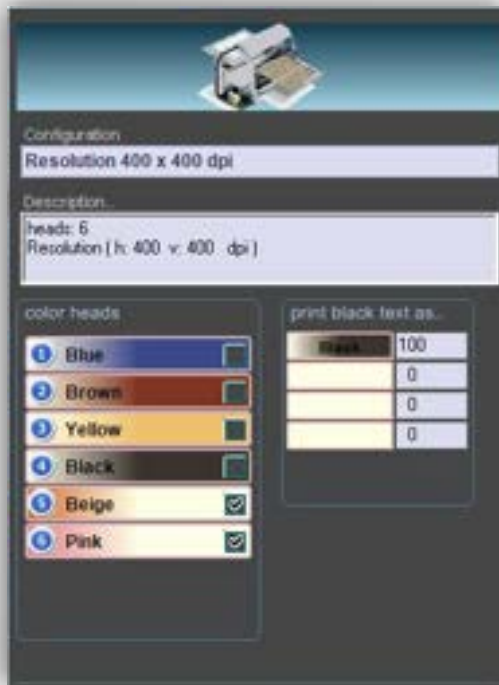 Configuration
Resolution 400 x 400 dpi
Description..
heads: 6
Resolution ( h: 400 v: 400 dpi )
color heads
1 Blue
2 Brown
3 Yellow
4 Black
5 Beige
6 Pink
print black text as..
Black 100
0
0
0